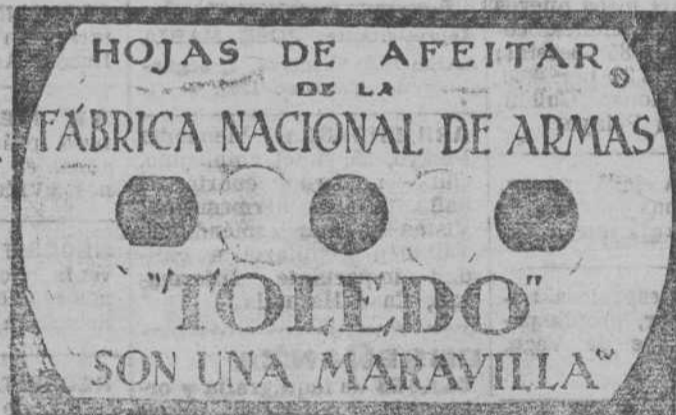 HOJAS DE AFEITAR
DE LA
FÁBRICA NACIONAL DE ARMAS
"TOLEDO"
SON UNA MARAVILLA